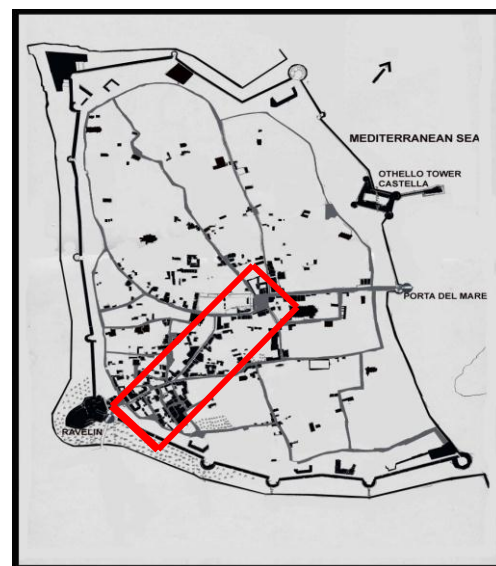 MEDITERRANEAN SEA
OTHELLO TOWER
CASTELLA
PORTA DEL MARE
RAVELIN